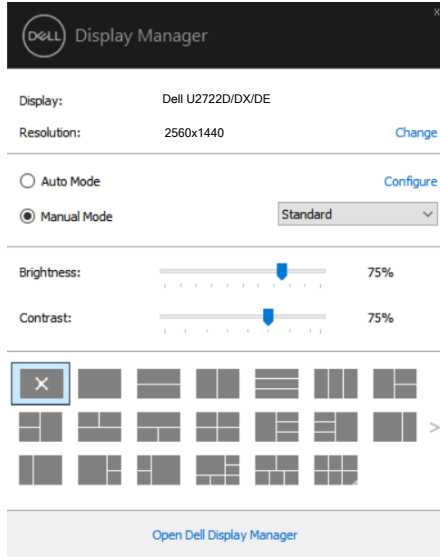 x
DELL Display Manager
Display: Dell U2722D/DX/DE
Resolution: 2560x1440 Change
Auto Mode Configure
Manual Mode Standard
Brightness: 75%
Contrast: 75%
Open Dell Display Manager